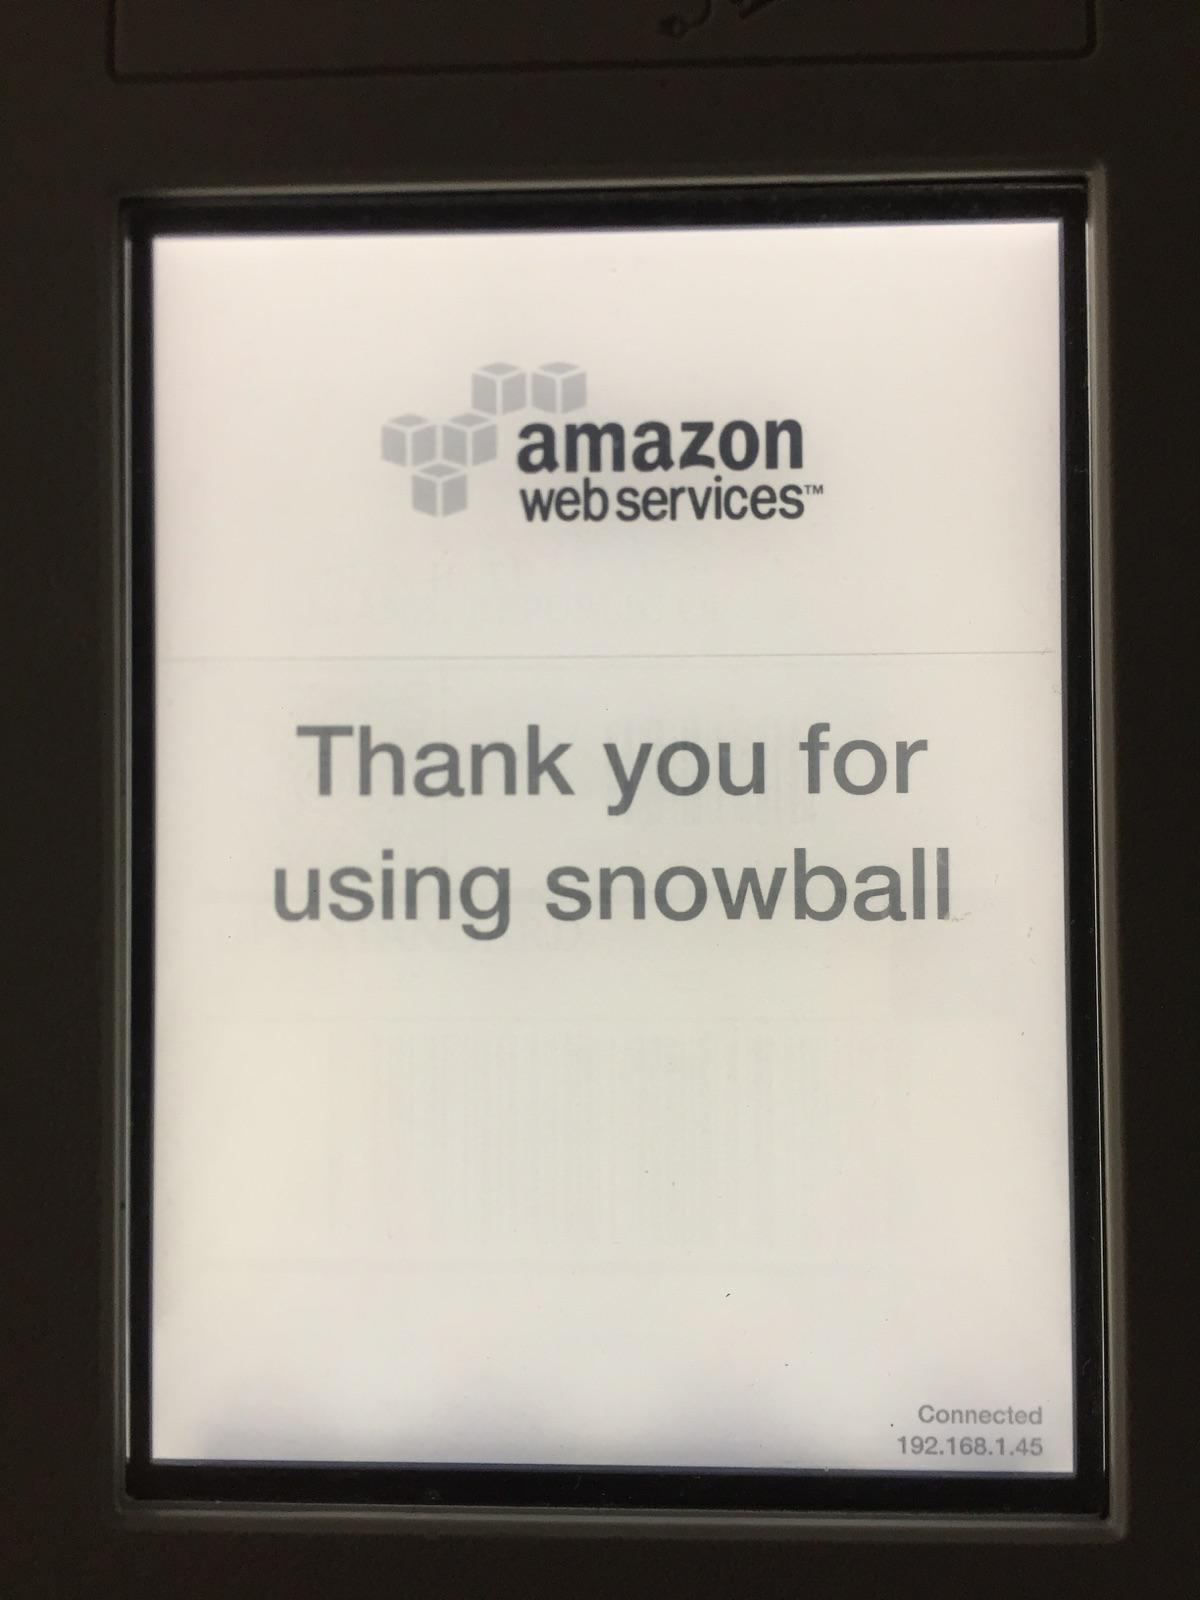 amazon
web services™
Thank you for
using snowball
Connected
192.168.1.45